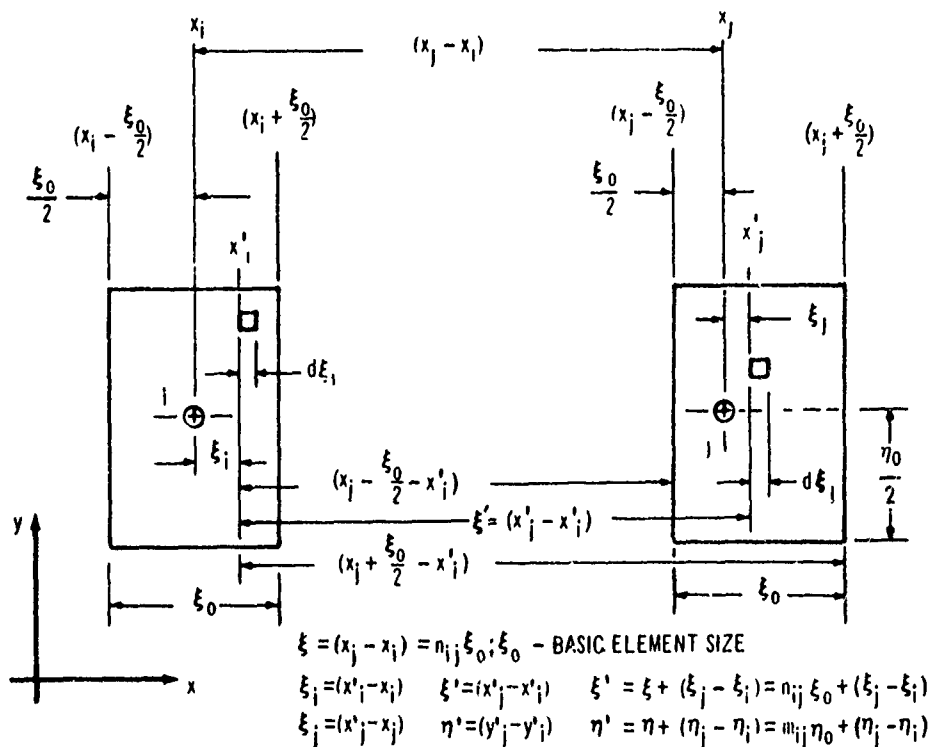 x_i
x_j
(x_j − x_i)
(x_i − ξ_0/2)
(x_i + ξ_0/2)
(x_j − ξ_0/2)
(x_j + ξ_0/2)
ξ_0/2
ξ_0/2
x'_i
x'_j
ξ_j
dξ_i
i
j
ξ_i
η_0/2
(x_j − ξ_0/2 − x'_i)
dξ_j
ξ' = (x'_j − x'_i)
y
(x_j + ξ_0/2 − x'_i)
ξ_0
ξ_0
ξ = (x_j − x_i) = n_ij ξ_0; ξ_0 – BASIC ELEMENT SIZE
x
ξ_i = (x'_i − x_i) ξ' = (x'_j − x'_i) ξ' = ξ + (ξ_j − ξ_i) = n_ij ξ_0 + (ξ_j − ξ_i)
ξ_j = (x'_j − x_j) η' = (y'_j − y'_i) η' = η + (η_j − η_i) = m_ij η_0 + (η_j − η_i)